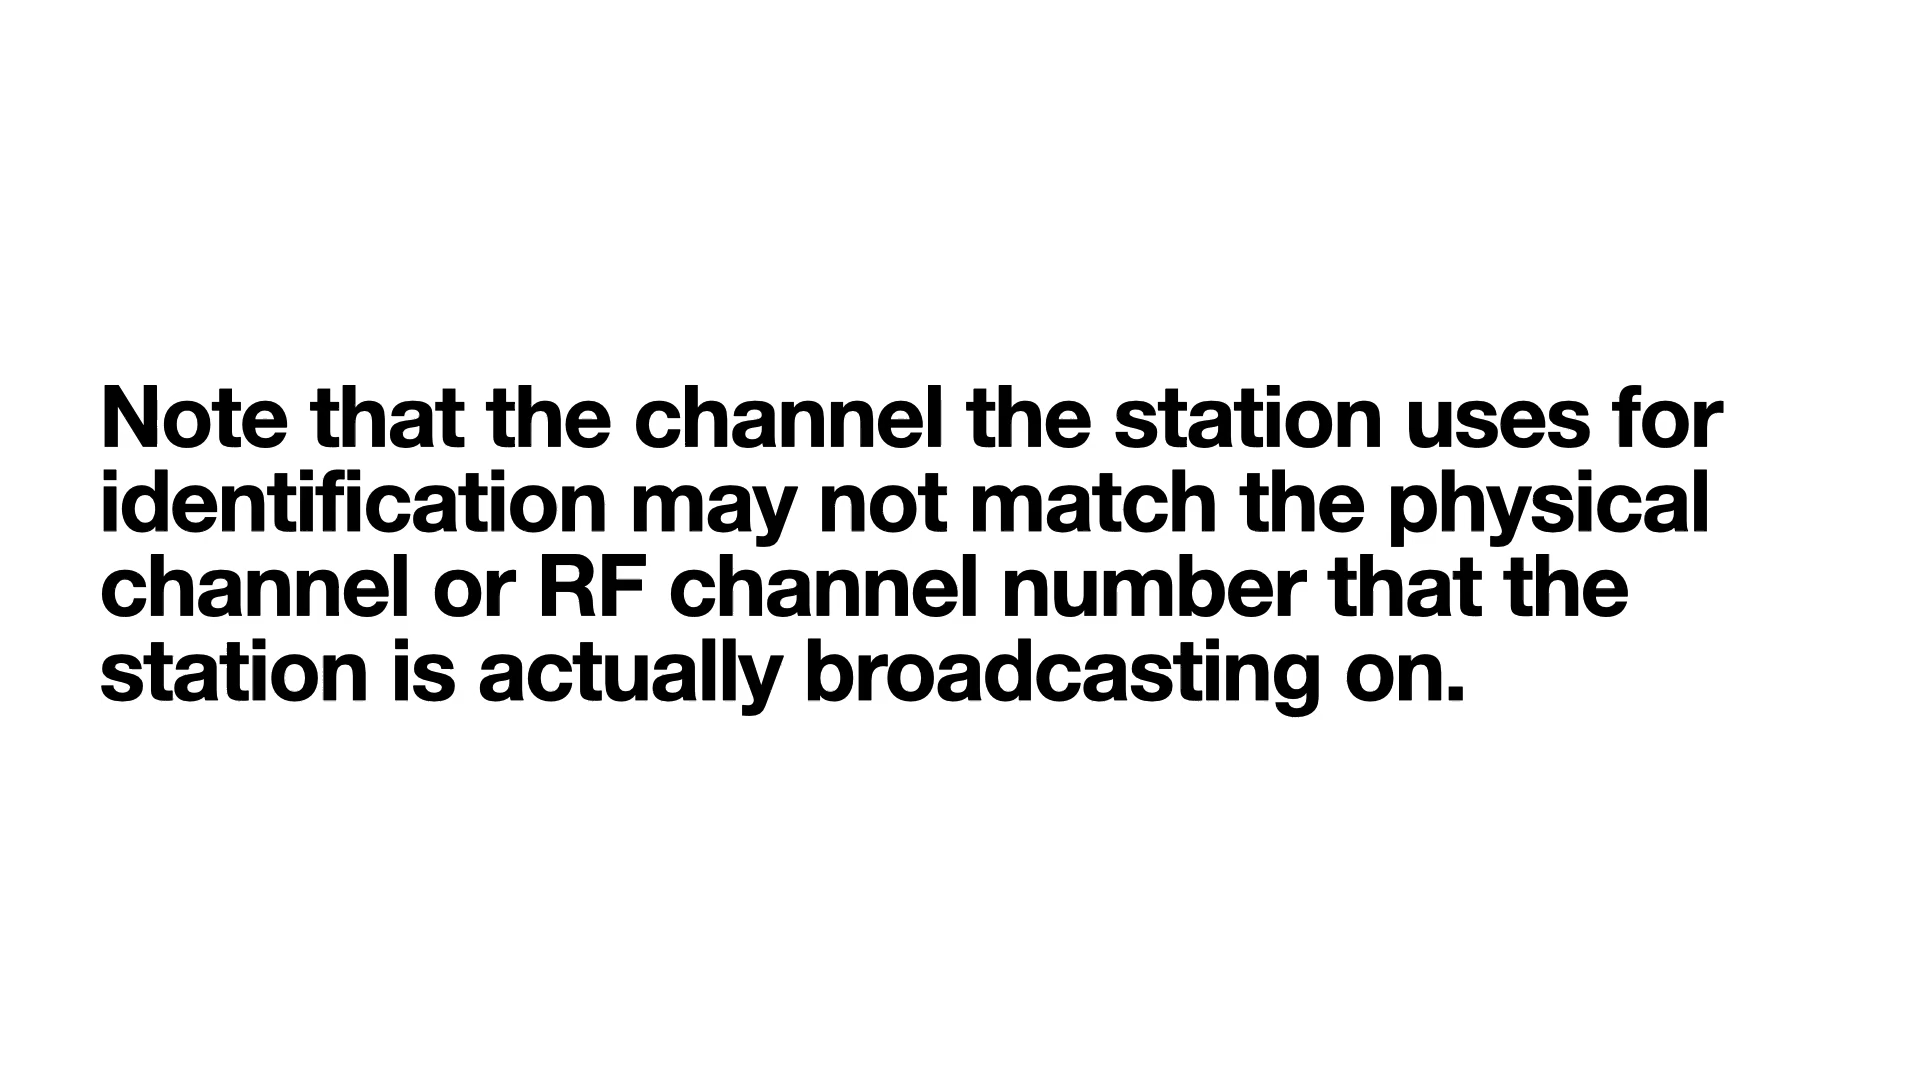 Note that the channel the station uses for
identification may not match the physical
channel or RF channel number that the
station is actually broadcasting on.